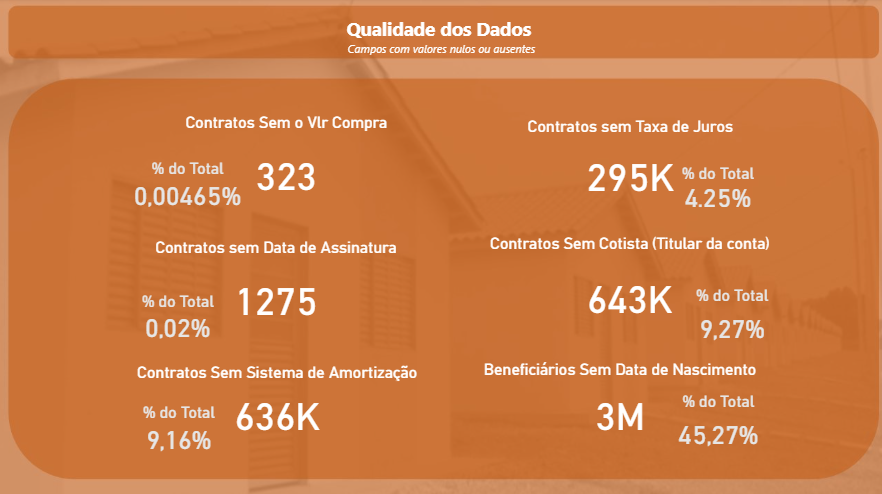 Qualidade dos Dados
Campos com valores nulos ou ausentes
Contratos Sem o Vlr Compra
% do Total
0,00465%
323
Contratos sem Taxa de Juros
295K
% do Total
4.25%
Contratos sem Data de Assinatura
% do Total
0,02%
1275
Contratos Sem Cotista (Titular da conta)
643K
% do Total
9,27%
Contratos Sem Sistema de Amortização
% do Total
9,16%
636K
Beneficiários Sem Data de Nascimento
3M
% do Total
45,27%